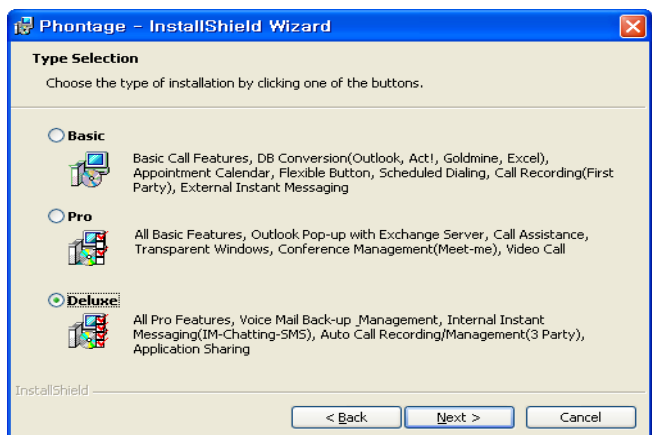 Phontage - InstallShield Wizard
Type Selection
Choose the type of installation by clicking one of the buttons.
Basic
Basic Call Features, DB Conversion(Outlook, Act!, Goldmine, Excel),
Appointment Calendar, Flexible Button, Scheduled Dialing, Call Recording(First
Party), External Instant Messaging
Pro
All Basic Features, Outlook Pop-up with Exchange Server, Call Assistance,
Transparent Windows, Conference Management(Meet-me), Video Call
Deluxe
All Pro Features, Voice Mail Back-up _Management, Internal Instant
Messaging(IM-Chatting-SMS), Auto Call Recording/Management(3 Party),
Application Sharing
InstallShield
< Back Next > Cancel